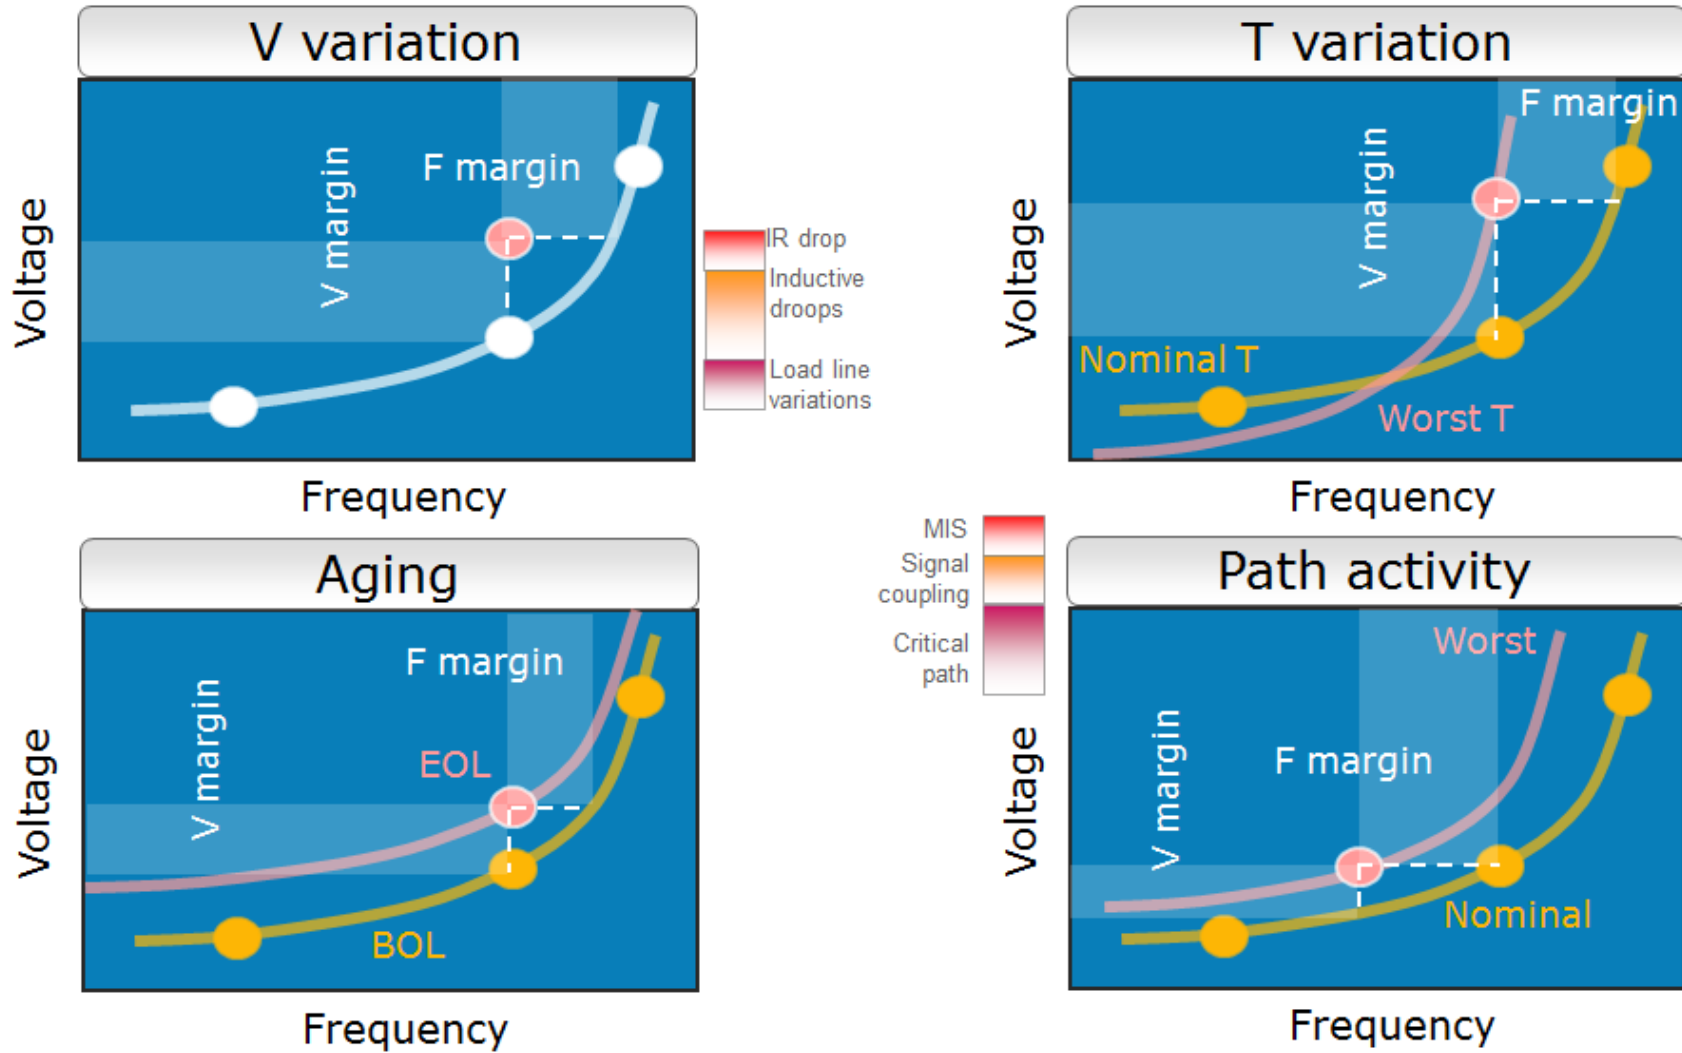 V variation
V margin
F margin
Voltage
Frequency
IR drop
Inductive
droops
Load line
variations
T variation
F margin
V margin
Voltage
Nominal T
Worst T
Frequency
Aging
F margin
V margin
EOL
BOL
Voltage
Frequency
MIS
Signal
coupling
Critical
path
Path activity
Worst
V margin
F margin
Nominal
Voltage
Frequency